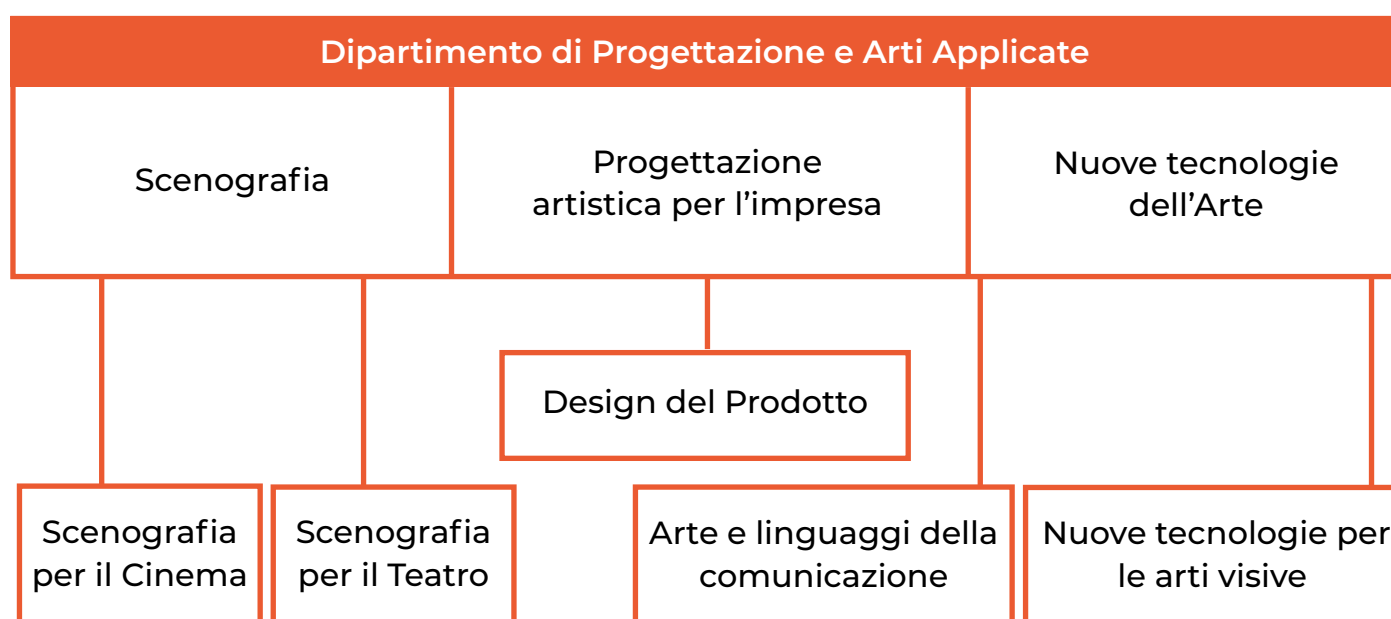 Dipartimento di Progettazione e Arti Applicate
Scenografia
Progettazione
artistica per l’impresa
Nuove tecnologie
dell’Arte
Design del Prodotto
Scenografia
per il Cinema
Scenografia
per il Teatro
Arte e linguaggi della
comunicazione
Nuove tecnologie per
le arti visive